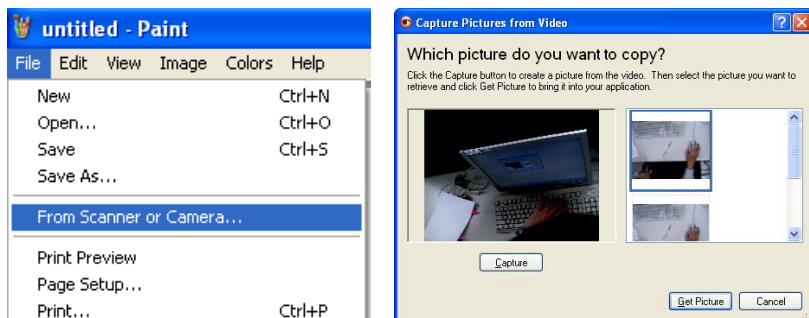 untitled - Paint
File Edit View Image Colors Help
New Ctrl+N
Open... Ctrl+O
Save Ctrl+S
Save As...
From Scanner or Camera...
Print Preview
Page Setup...
Print... Ctrl+P
Capture Pictures from Video
Which picture do you want to copy?
Click the Capture button to create a picture from the video. Then select the picture you want to
retrieve and click Get Picture to bring it into your application.
Capture
Get Picture Cancel